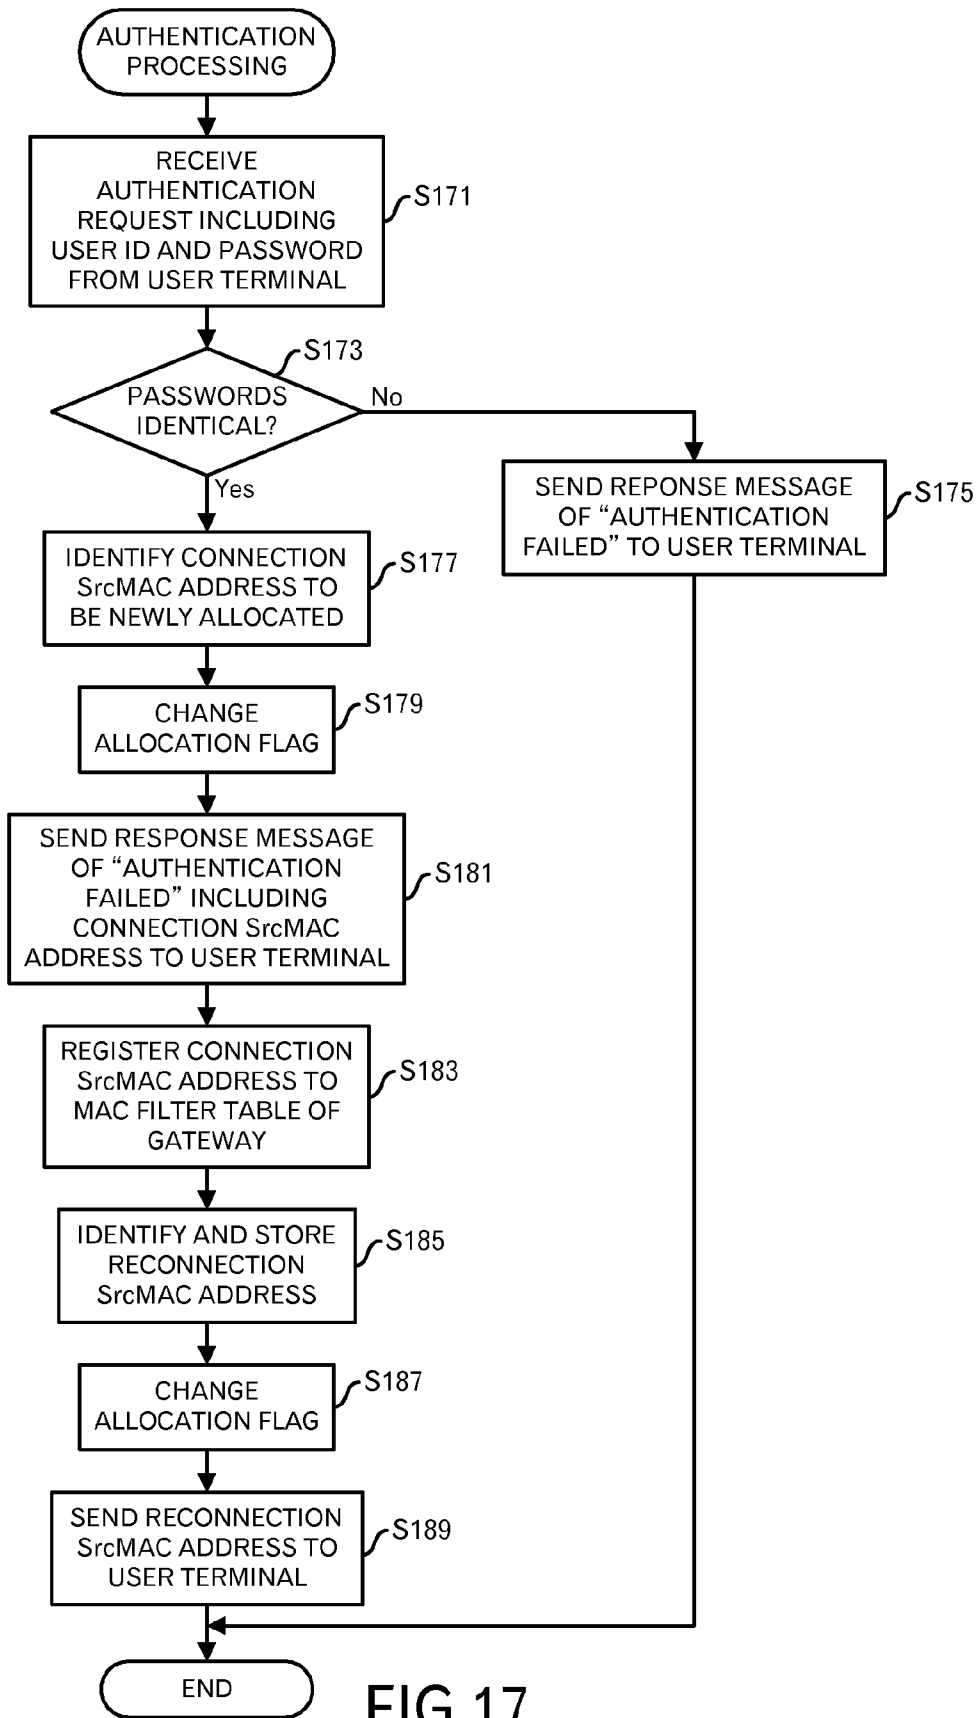 AUTHENTICATION
PROCESSING
RECEIVE
AUTHENTICATION
REQUEST INCLUDING
USER ID AND PASSWORD
FROM USER TERMINAL
S171
S173
PASSWORDS
IDENTICAL?
No
Yes
SEND REPONSE MESSAGE
OF “AUTHENTICATION
FAILED” TO USER TERMINAL
S175
IDENTIFY CONNECTION
SrcMAC ADDRESS TO
BE NEWLY ALLOCATED
S177
CHANGE
ALLOCATION FLAG
S179
SEND RESPONSE MESSAGE
OF “AUTHENTICATION
FAILED” INCLUDING
CONNECTION SrcMAC
ADDRESS TO USER TERMINAL
S181
REGISTER CONNECTION
SrcMAC ADDRESS TO
MAC FILTER TABLE OF
GATEWAY
S183
IDENTIFY AND STORE
RECONNECTION
SrcMAC ADDRESS
S185
CHANGE
ALLOCATION FLAG
S187
SEND RECONNECTION
SrcMAC ADDRESS TO
USER TERMINAL
S189
END
FIG.17